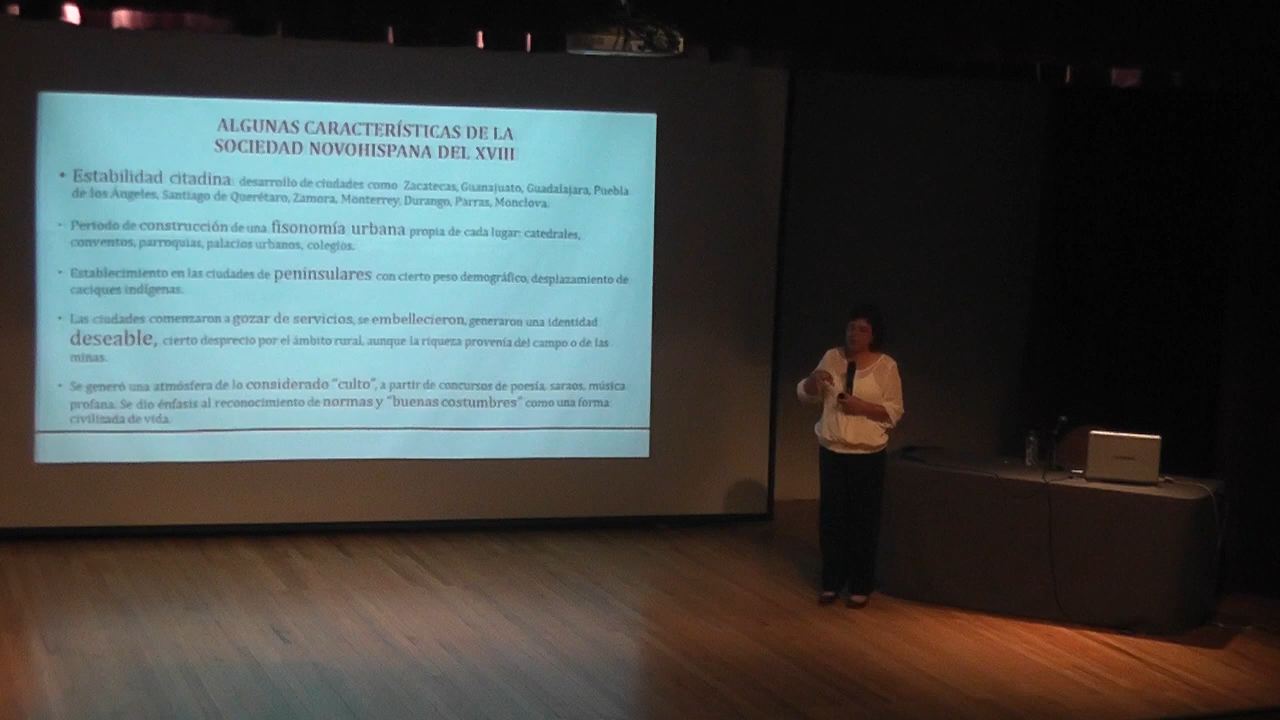 ALGUNAS CARACTERÍSTICAS DE LA
SOCIEDAD NOVOHISPANA DEL XVIII
• Estabilidad citadina: desarrollo de ciudades como Zacatecas, Guanajuato, Guadalajara, Puebla
de los Ángeles, Santiago de Querétaro, Zamora, Monterrey, Durango, Parras, Monclova.
• Periodo de construcción de una fisonomía urbana propia de cada lugar: catedrales,
conventos, parroquias, palacios urbanos, colegios.
• Establecimiento en las ciudades de peninsulares con cierto peso demográfico, desplazamiento de
caciques indígenas.
• Las ciudades comenzaron a gozar de servicios, se embellecieron, generaron una identidad
deseable, cierto desprecio por el ámbito rural, aunque la riqueza provenía del campo o de las
minas.
• Se generó una atmósfera de lo considerado "culto", a partir de concursos de poesía, saraos, música
profana. Se dio énfasis al reconocimiento de normas y "buenas costumbres" como una forma
civilizada de vida.